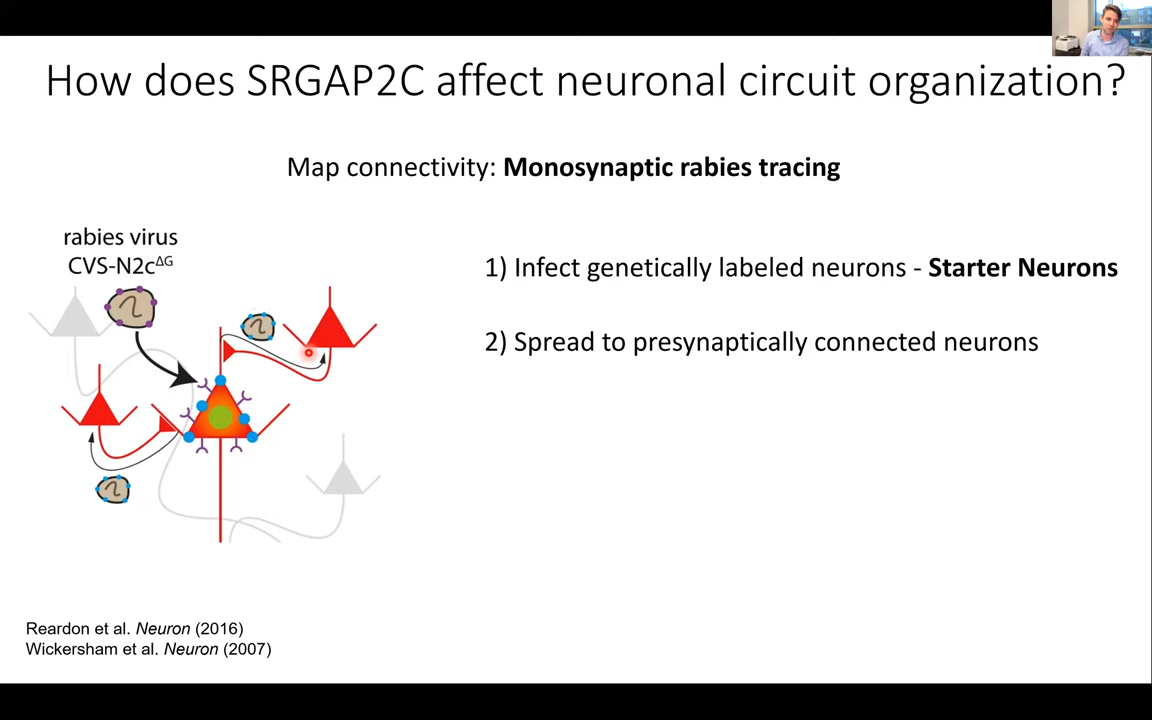 How does SRGAP2C affect neuronal circuit organization?
Map connectivity: Monosynaptic rabies tracing
rabies virus
CVS-N2cΔG
1) Infect genetically labeled neurons - Starter Neurons
2) Spread to presynaptically connected neurons
Reardon et al. Neuron (2016)
Wickersham et al. Neuron (2007)